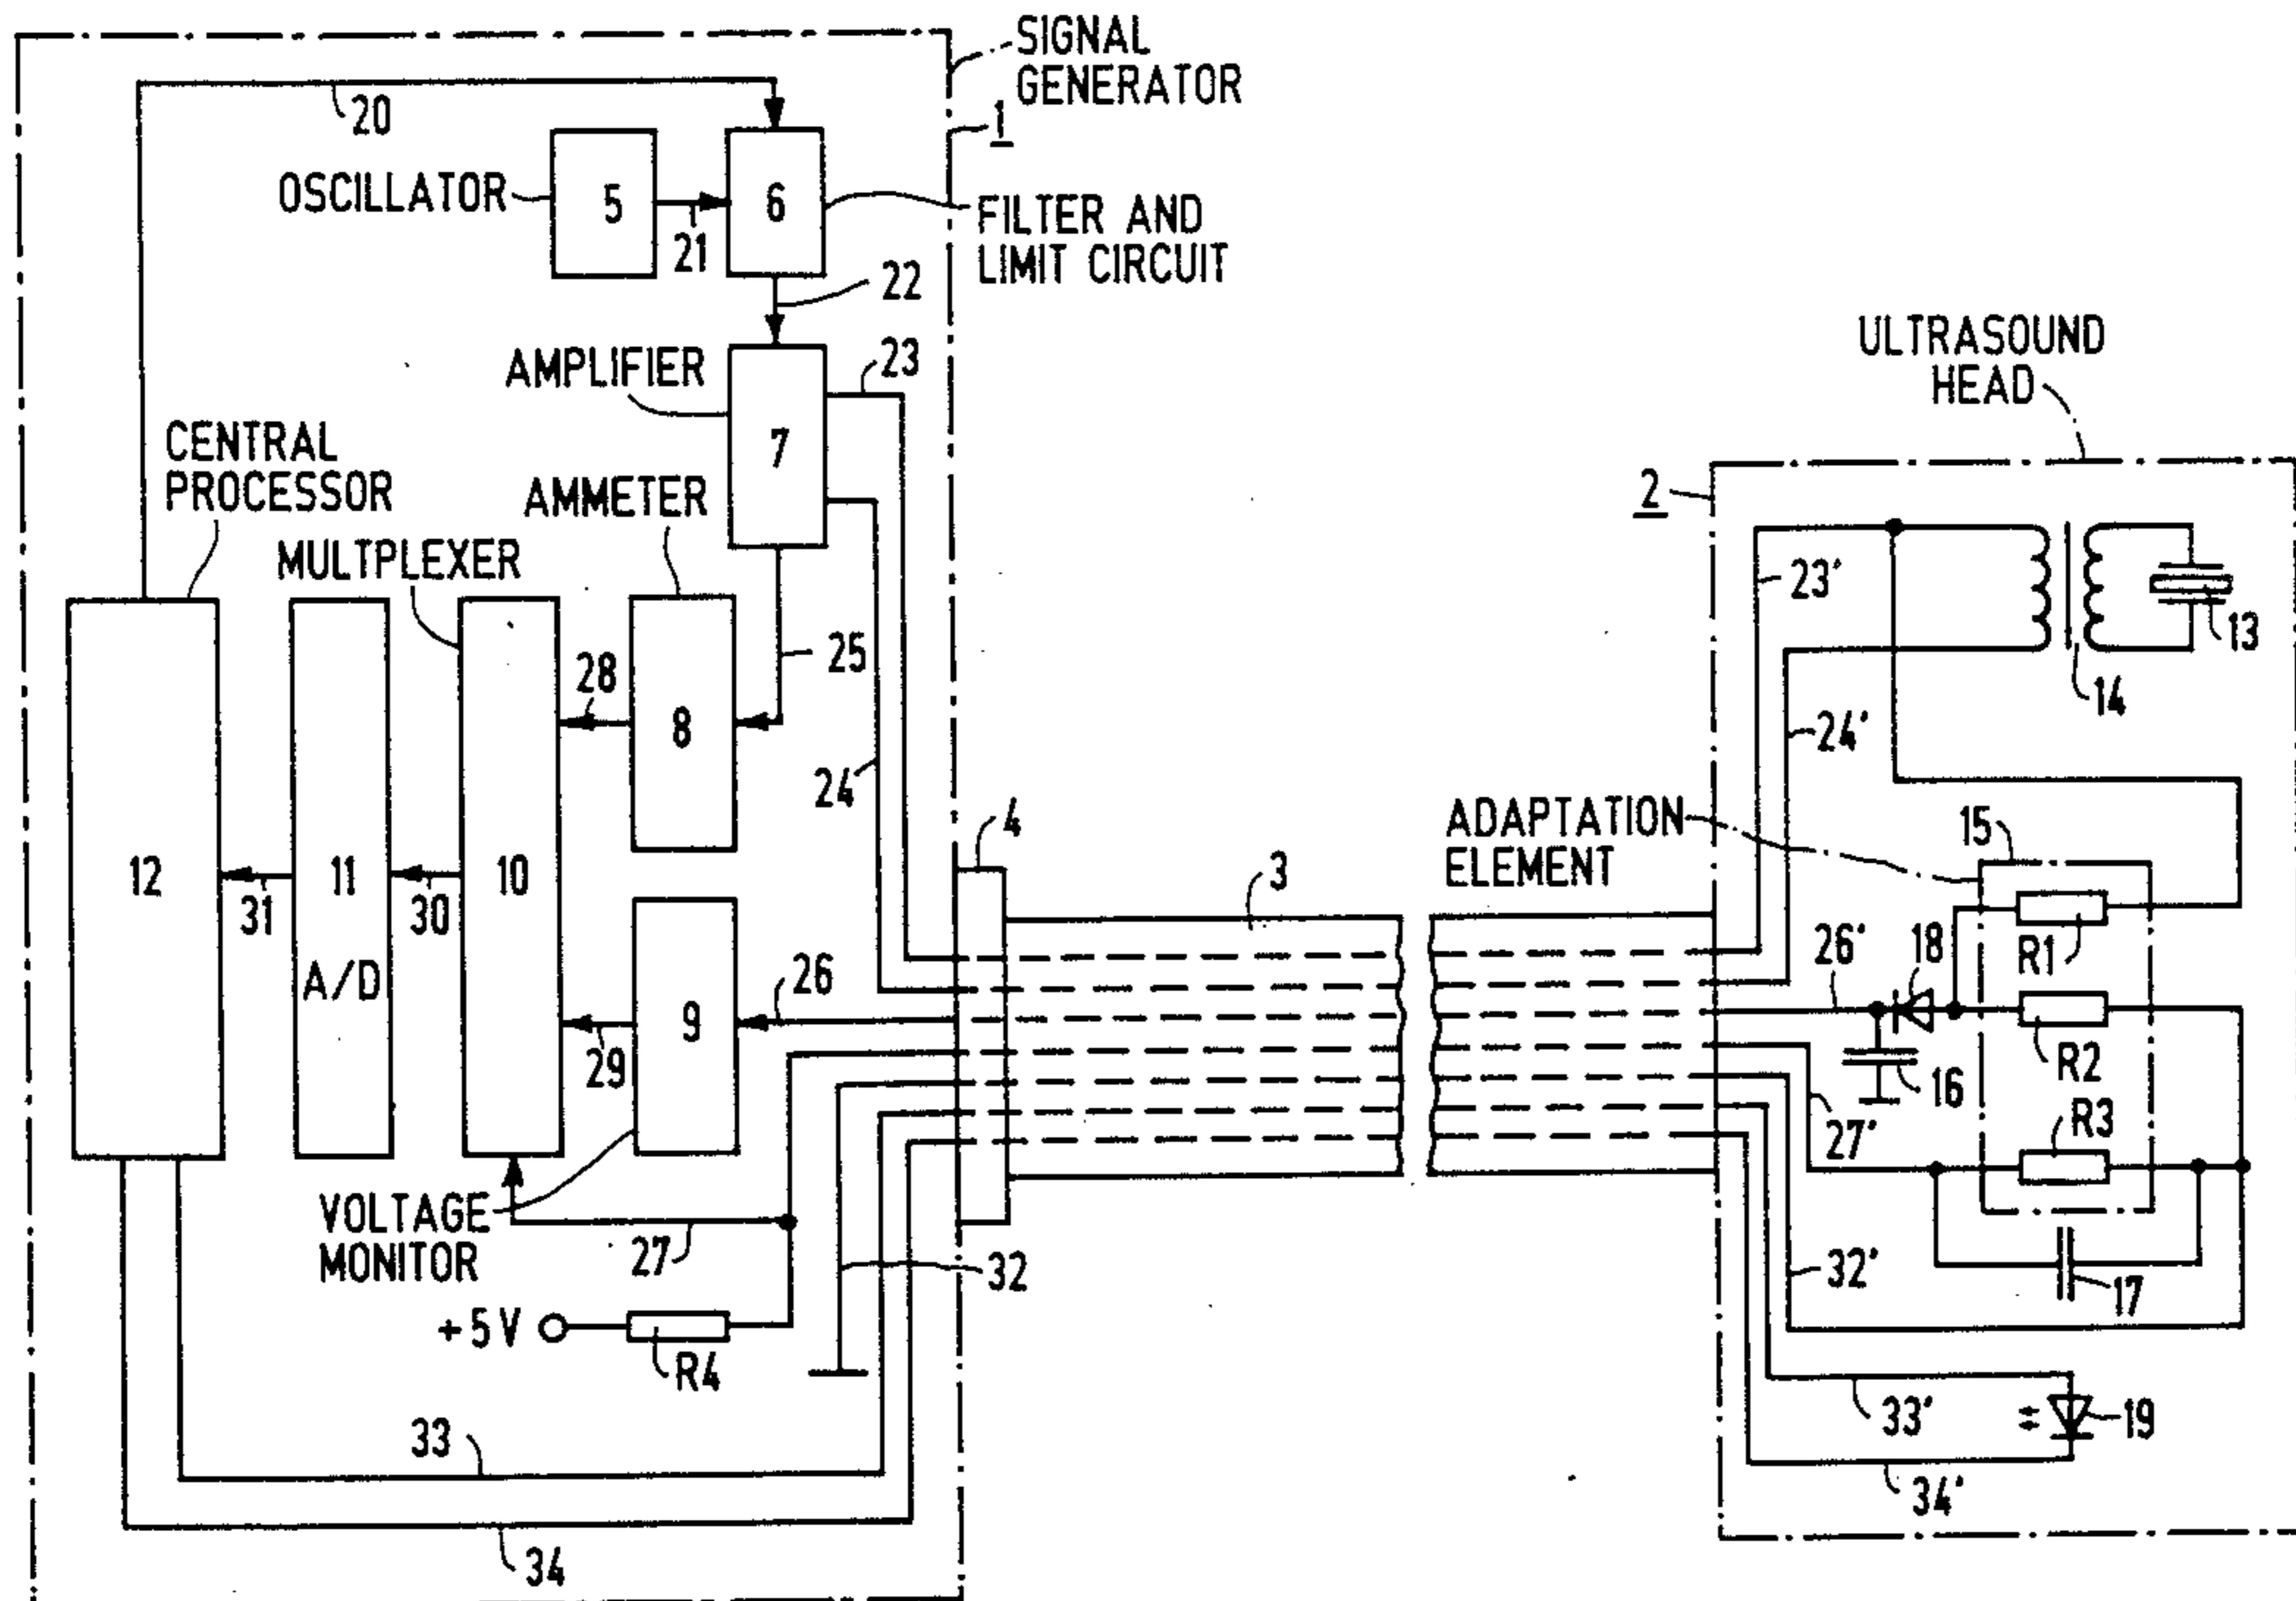 SIGNAL
GENERATOR
1
20
OSCILLATOR
5
21
6
FILTER AND
LIMIT CIRCUIT
22
AMPLIFIER
7
23
ULTRASOUND
HEAD
CENTRAL
PROCESSOR
AMMETER
MULTPLEXER
2
23'
13
14
25
28
8
24
24'
4
3
ADAPTATION
ELEMENT
15
12
31
11
A/D
30
10
R1
26'
18
26
9
29
R2
16
27'
R3
VOLTAGE
MONITOR
27
32
32'
17
+5V
R4
33
33'
19
34'
34